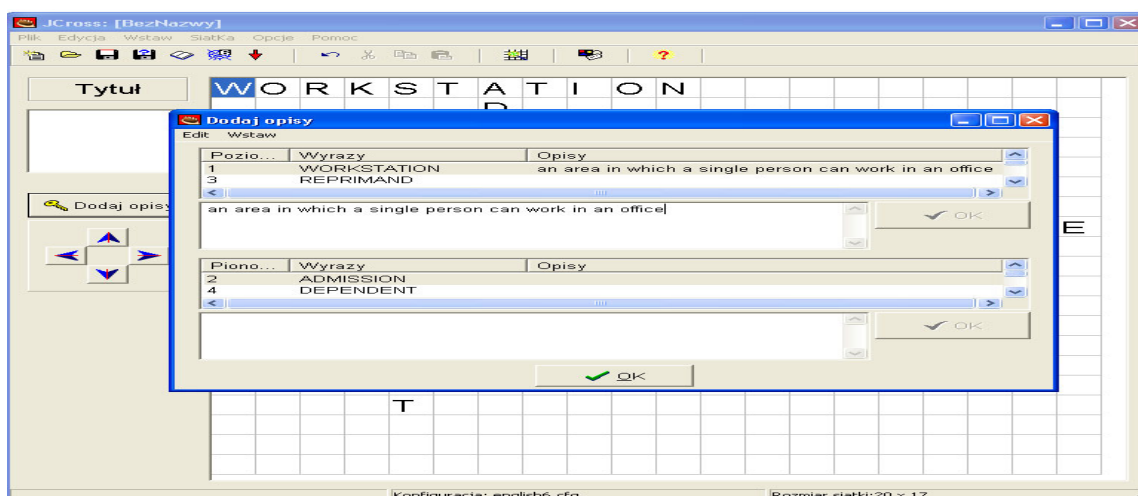 JCross: [BezNazwy]
Plik Edycja Wstaw SiatKa Opcje Pomoc
Tytuł
W O R K S T A T I O N
D
Dodaj opisy
Edit Wstaw
Pozio... Wyrazy Opisy
1 WORKSTATION an area in which a single person can work in an office
3 REPRIMAND
Dodaj opisy
an area in which a single person can work in an office
OK
E
Piono... Wyrazy Opisy
2 ADMISSION
4 DEPENDENT
OK
OK
T
Konfiguracja: english6.cfg Rozmiar siatki:20 x 17